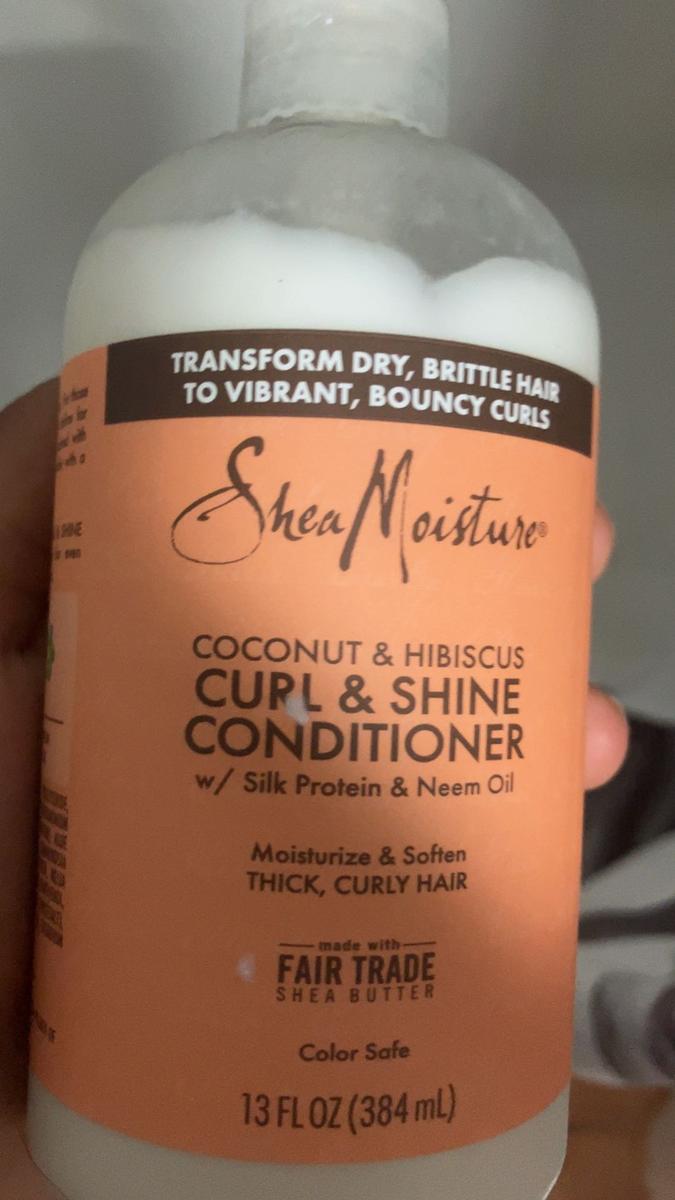 TRANSFORM DRY, BRITTLE HAIR
TO VIBRANT, BOUNCY CURLS
SheaMoisture®
COCONUT & HIBISCUS
CURL & SHINE
CONDITIONER
w/ Silk Protein & Neem Oil
Moisturize & Soften
THICK, CURLY HAIR
made with
FAIR TRADE
SHEA BUTTER
Color Safe
13 FL OZ (384 mL)
& SHINE